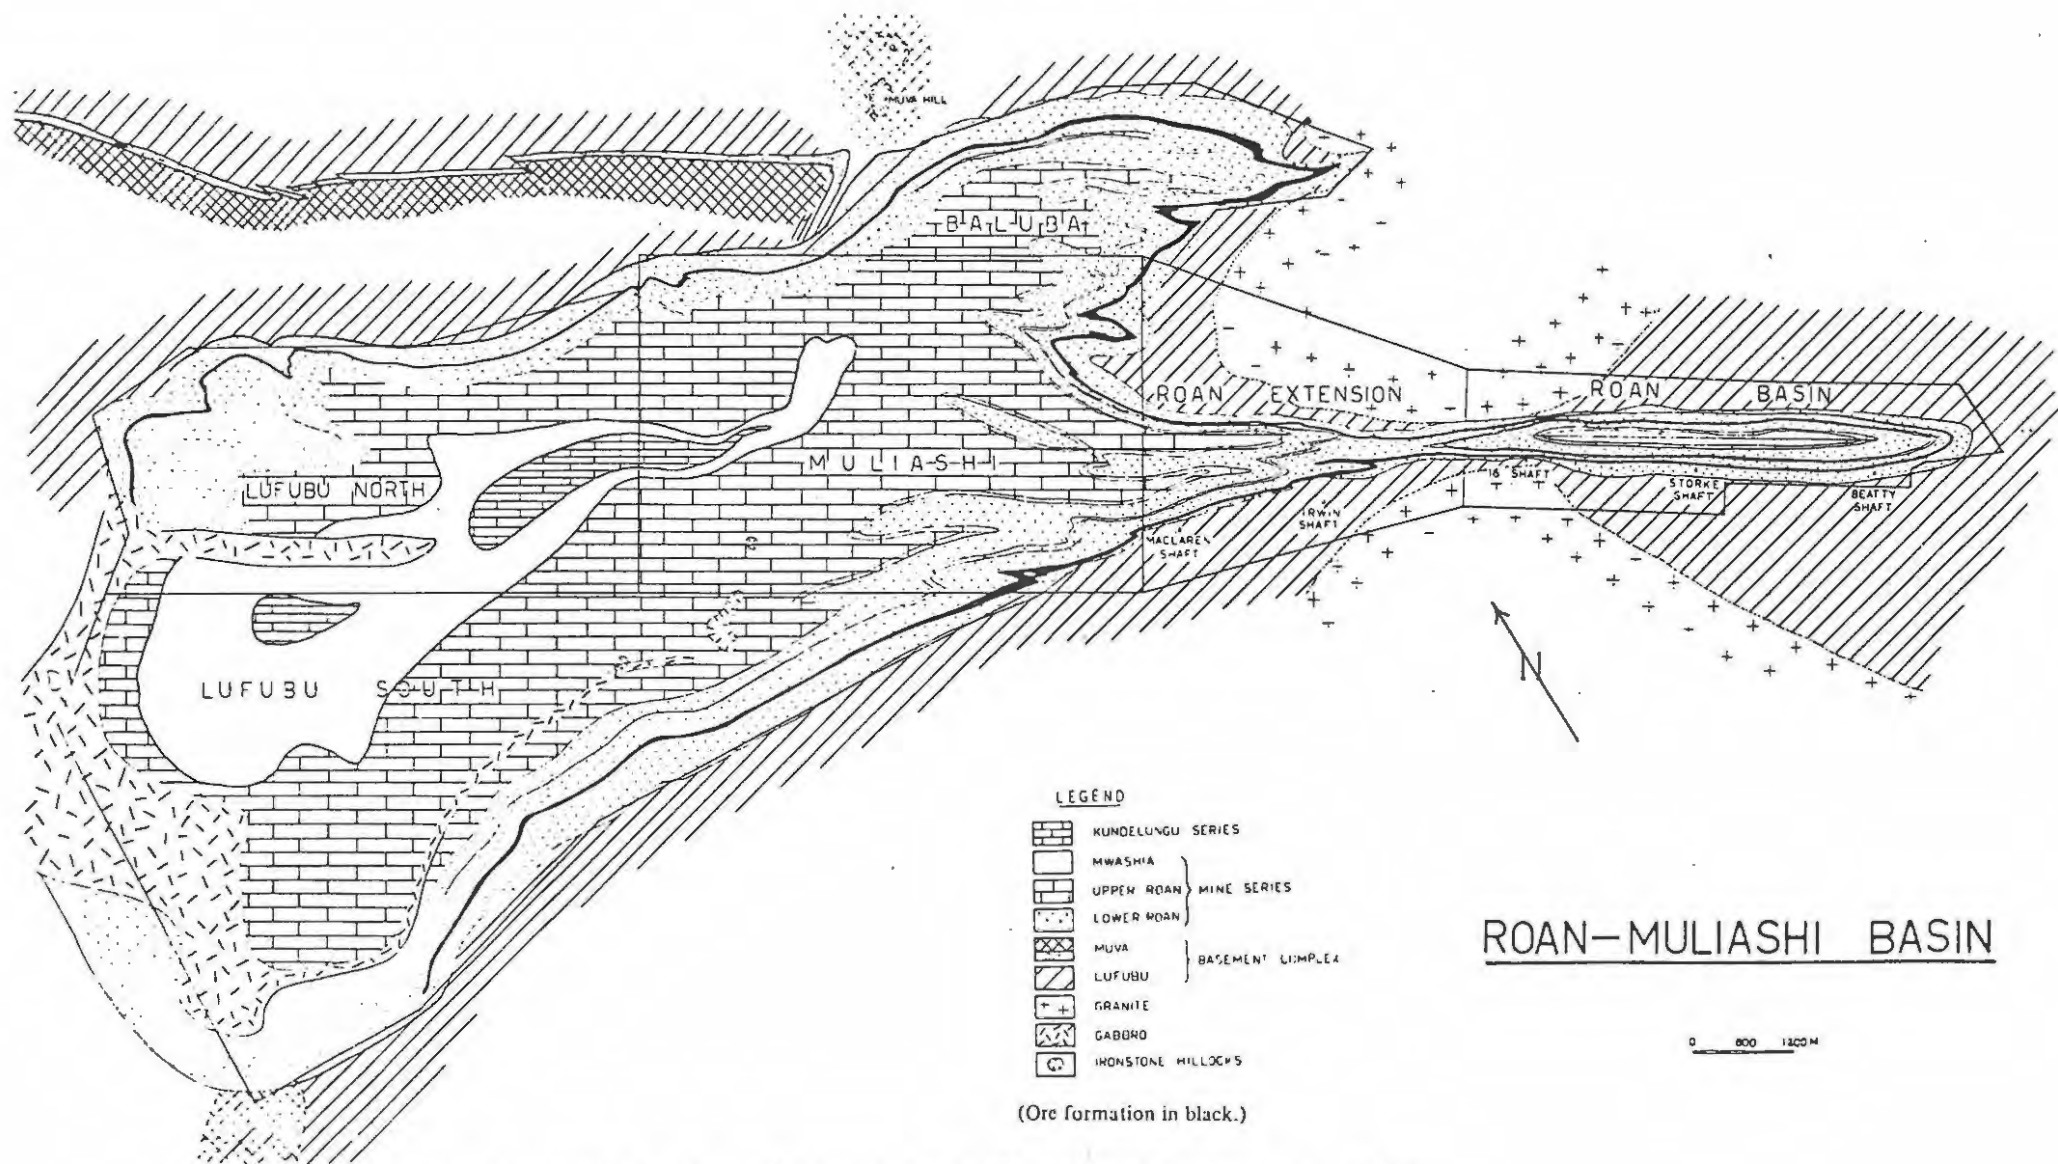 MUVA HILL
BALUBA
ROAN EXTENSION
ROAN BASIN
MULIASHI
LUFUBU NORTH
16 SHAFT
STORKE
SHAFT
BEATTY
SHAFT
IRWIN
SHAFT
MACLAREN
SHAFT
LUFUBU SOUTH
N
LEGEND
KUNDELUNGU SERIES
MWASHIA
UPPER ROAN
MINE SERIES
LOWER ROAN
MUVA
BASEMENT COMPLEX
LUFUBU
GRANITE
GABBRO
IRONSTONE HILLOCKS
(Ore formation in black.)
ROAN-MULIASHI BASIN
0 600 1200 M